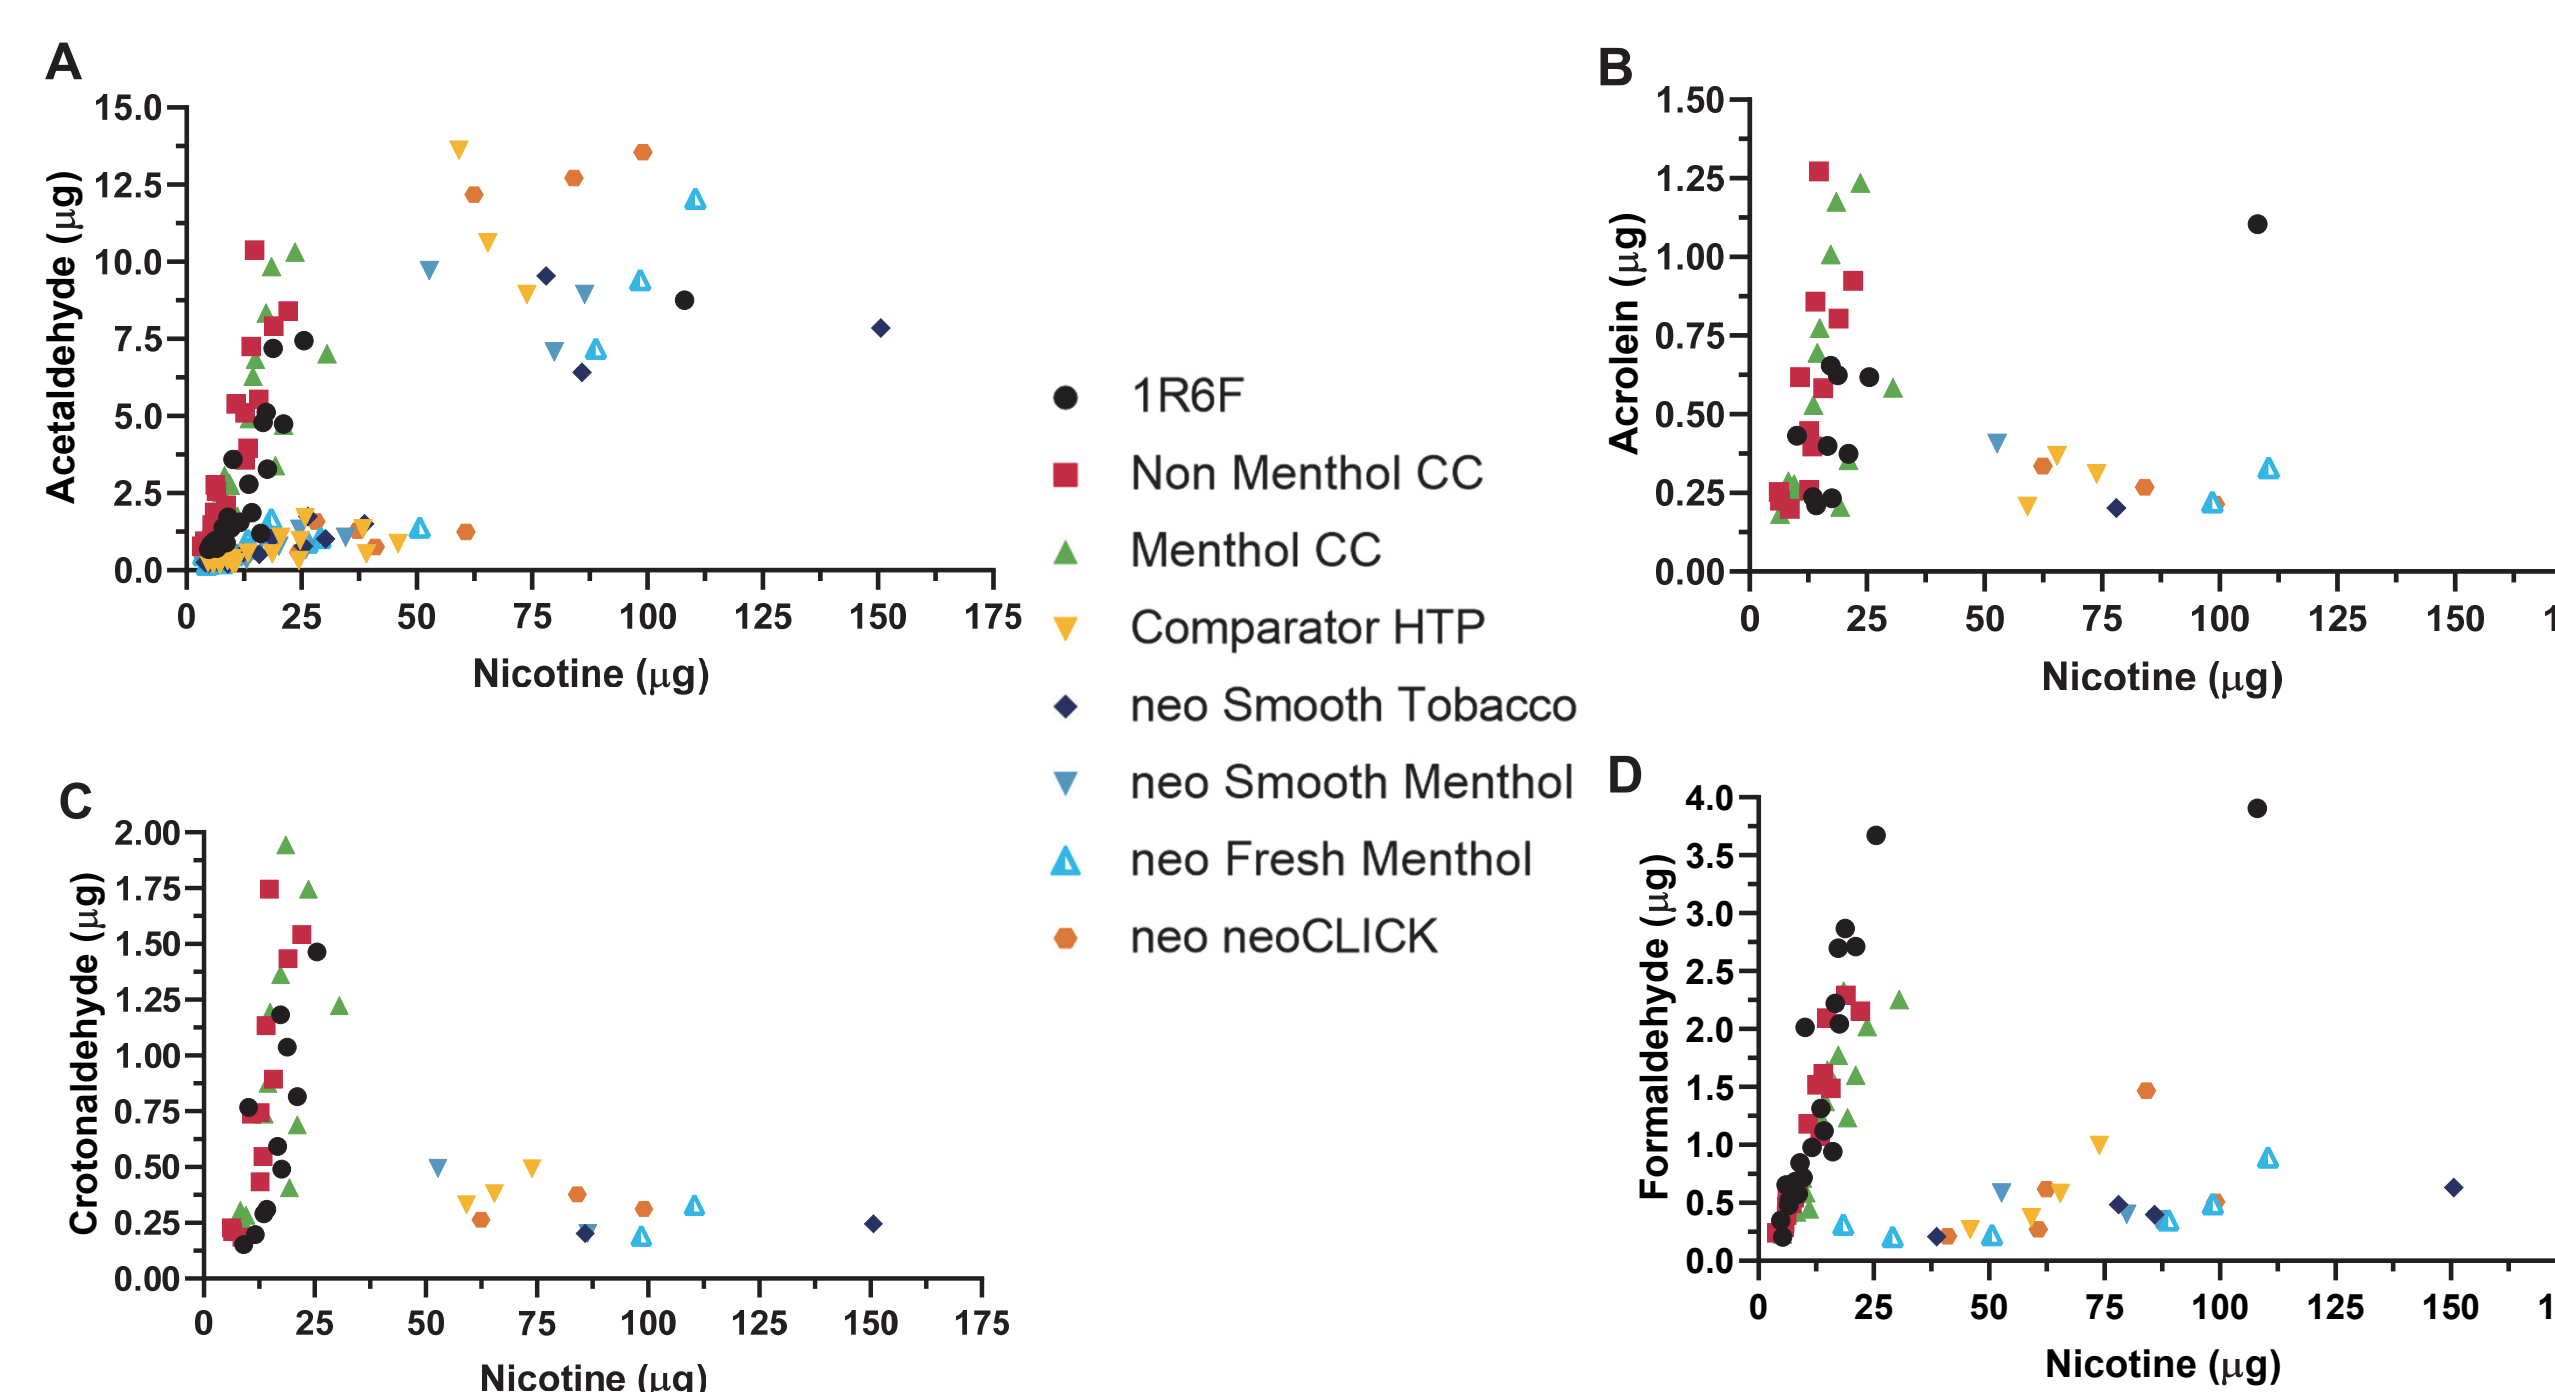 A
15.0
12.5
10.0
7.5
5.0
2.5
0.0
Acetaldehyde (μg)
0 25 50 75 100 125 150 175
Nicotine (μg)
B
1.50
1.25
1.00
0.75
0.50
0.25
0.00
Acrolein (μg)
0 25 50 75 100 125 150 1
Nicotine (μg)
1R6F
Non Menthol CC
Menthol CC
Comparator HTP
neo Smooth Tobacco
neo Smooth Menthol
neo Fresh Menthol
neo neoCLICK
C
2.00
1.75
1.50
1.25
1.00
0.75
0.50
0.25
0.00
Crotonaldehyde (μg)
0 25 50 75 100 125 150 175
Nicotine (μg)
D
4.0
3.5
3.0
2.5
2.0
1.5
1.0
0.5
0.0
Formaldehyde (μg)
0 25 50 75 100 125 150 1
Nicotine (μg)